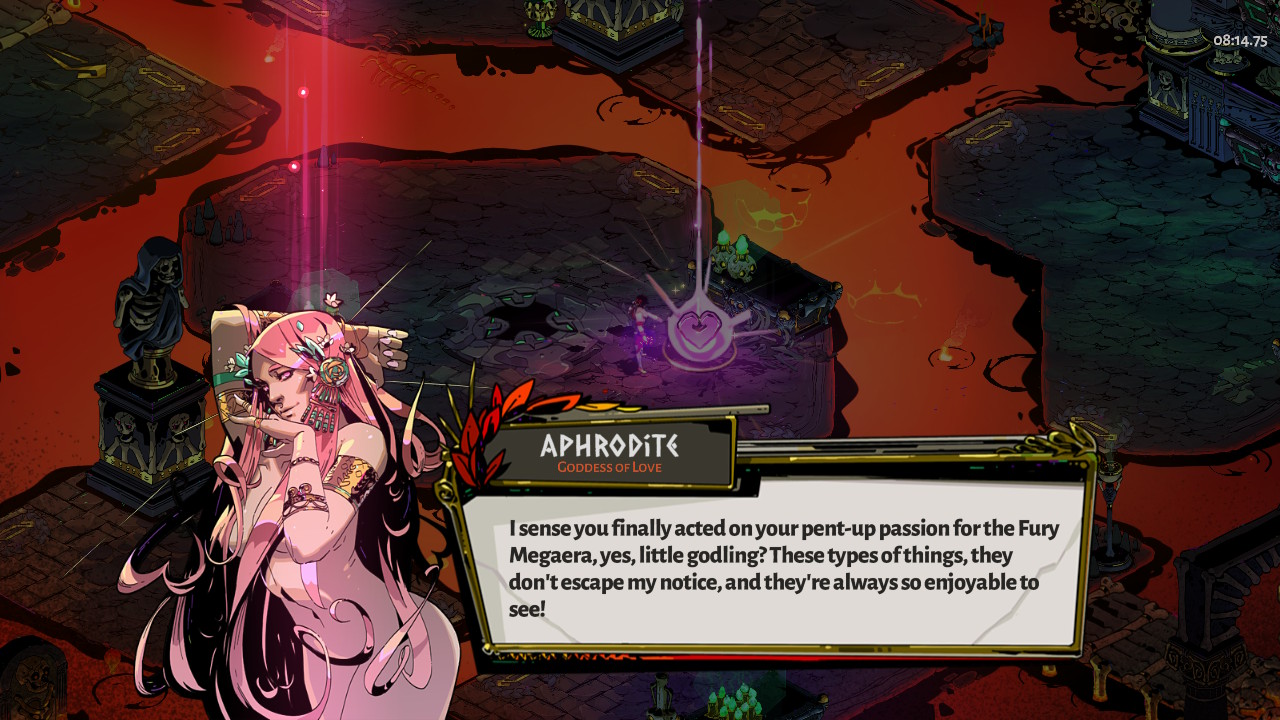 08:14.75
APHRODITE
GODDESS OF LOVE
I sense you finally acted on your pent-up passion for the Fury
Megaera, yes, little godling? These types of things, they
don't escape my notice, and they're always so enjoyable to
see!